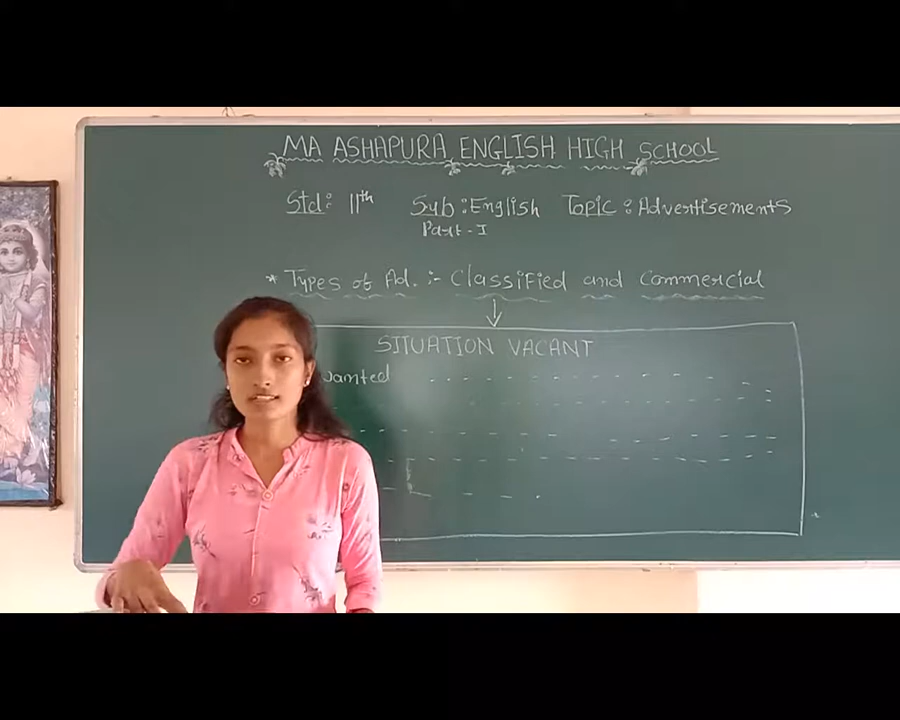 MA ASHAPURA ENGLISH HIGH SCHOOL
Std: 11th Sub: English Topic: Advertisements
Part-I
* Types of Ad. :- Classified and Commercial
SITUATION VACANT